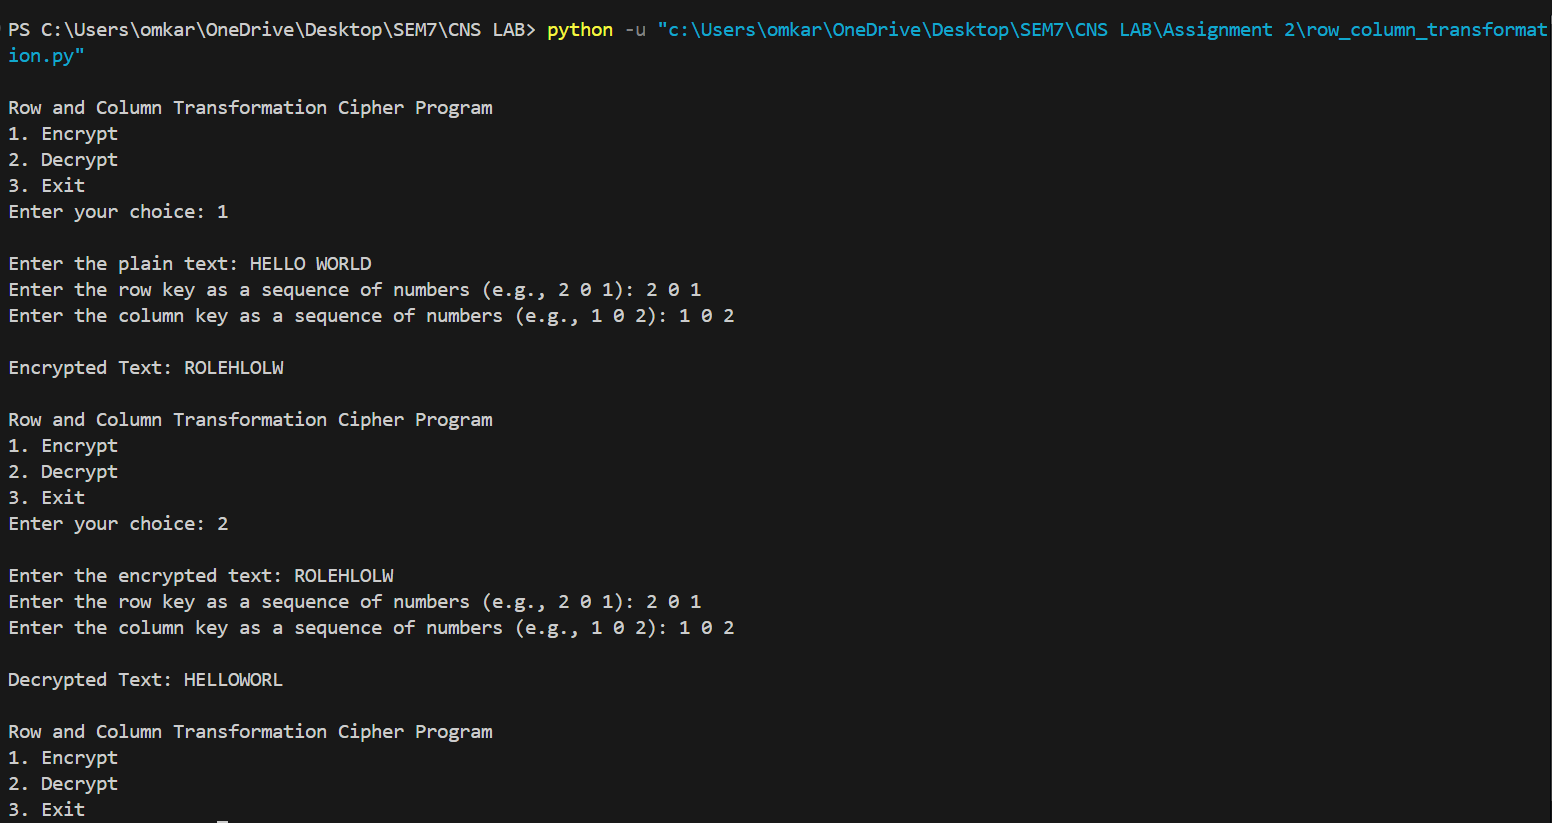 PS C:\Users\omkar\OneDrive\Desktop\SEM7\CNS LAB> python -u "c:\Users\omkar\OneDrive\Desktop\SEM7\CNS LAB\Assignment 2\row_column_transformat
ion.py"
Row and Column Transformation Cipher Program
1. Encrypt
2. Decrypt
3. Exit
Enter your choice: 1
Enter the plain text: HELLO WORLD
Enter the row key as a sequence of numbers (e.g., 2 0 1): 2 0 1
Enter the column key as a sequence of numbers (e.g., 1 0 2): 1 0 2
Encrypted Text: ROLEHLOLW
Row and Column Transformation Cipher Program
1. Encrypt
2. Decrypt
3. Exit
Enter your choice: 2
Enter the encrypted text: ROLEHLOLW
Enter the row key as a sequence of numbers (e.g., 2 0 1): 2 0 1
Enter the column key as a sequence of numbers (e.g., 1 0 2): 1 0 2
Decrypted Text: HELLOWORL
Row and Column Transformation Cipher Program
1. Encrypt
2. Decrypt
3. Exit